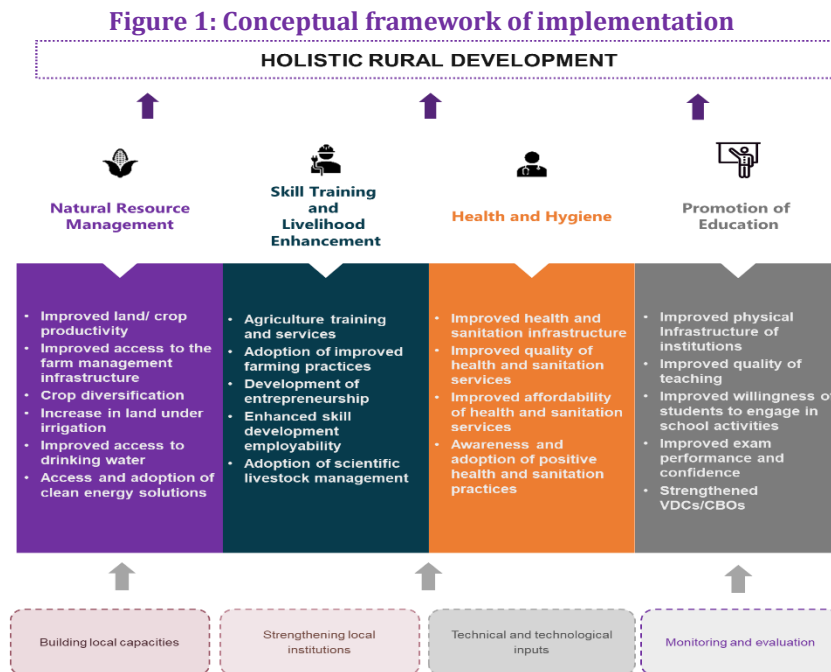 Figure 1: Conceptual framework of implementation
HOLISTIC RURAL DEVELOPMENT
Natural Resource
Management
Skill Training
and
Livelihood
Enhancement
Health and Hygiene
Promotion of
Education
• Improved land/ crop
productivity
• Improved access to the
farm management
infrastructure
• Crop diversification
• Increase in land under
irrigation
• Improved access to
drinking water
• Access and adoption of
clean energy solutions
• Agriculture training
and services
• Adoption of improved
farming practices
• Development of
entrepreneurship
• Enhanced skill
development
employability
• Adoption of scientific
livestock management
• Improved health and
sanitation infrastructure
• Improved quality of
health and sanitation
services
• Improved affordability
of health and sanitation
services
• Awareness and
adoption of positive
health and sanitation
practices
• Improved physical
Infrastructure of
institutions
• Improved quality of
teaching
• Improved willingness of
students to engage in
school activities
• Improved exam
performance and
confidence
• Strengthened
VDCs/CBOs
Building local capacities
Strengthening local
institutions
Technical and technological
inputs
Monitoring and evaluation